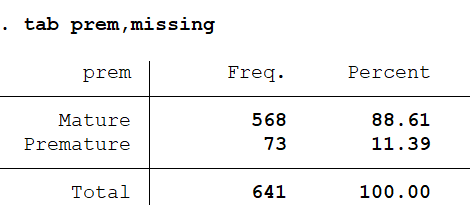 . tab prem,missing
prem Freq. Percent
Mature 568 88.61
Premature 73 11.39
Total 641 100.00